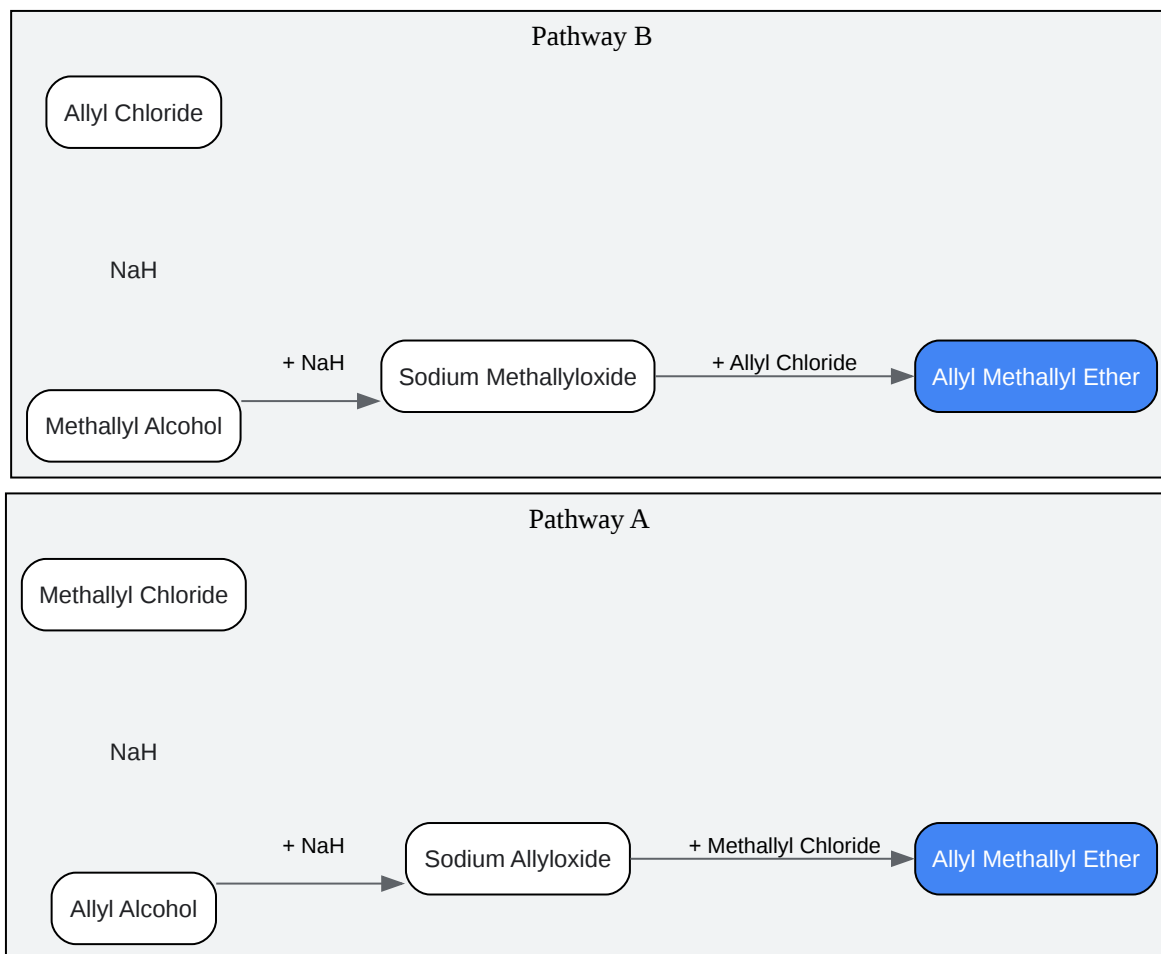 Pathway B
Allyl Chloride
NaH
+ NaH
+ Allyl Chloride
Sodium Methallyloxide
Allyl Methallyl Ether
Methallyl Alcohol
Pathway A
Methallyl Chloride
NaH
+ NaH
+ Methallyl Chloride
Sodium Allyloxide
Allyl Methallyl Ether
Allyl Alcohol